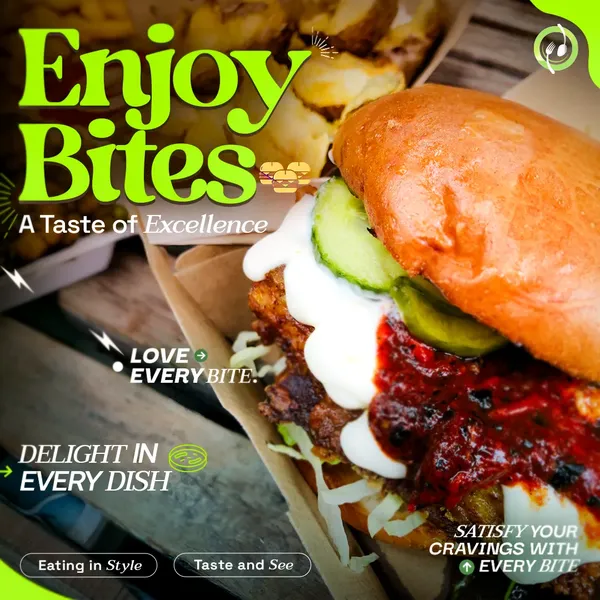 Enjoy
Bites
A Taste of Excellence
LOVE
EVERY BITE.
DELIGHT IN
EVERY DISH
SATISFY YOUR
CRAVINGS WITH
EVERY BITE
Eating in Style
Taste and See